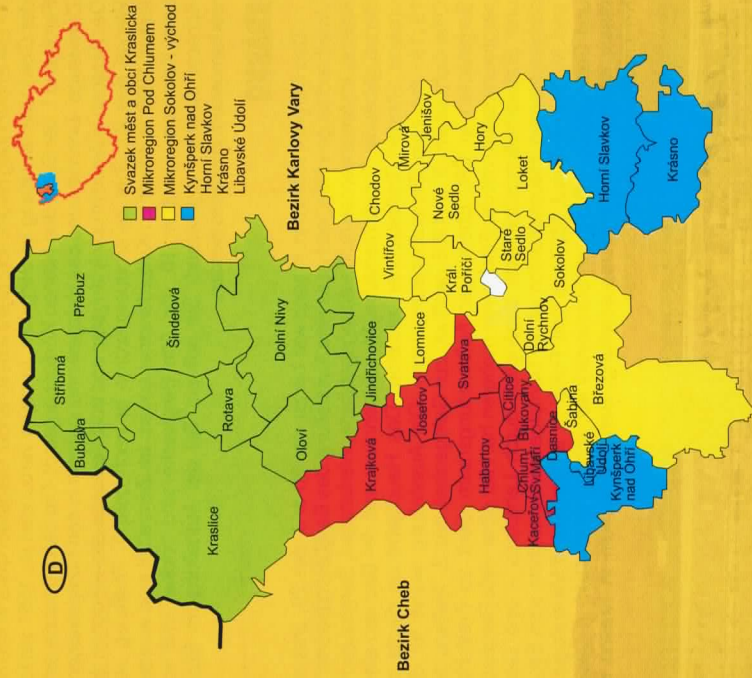 D
Svazek měst a obcí Kraslicka
Mikroregion Pod Chlumem
Mikroregion Sokolov - východ
Kynšperk nad Ohří
Horní Slavkov
Krásno
Libavské Údolí
Bezirk Karlovy Vary
Bezirk Cheb
Přebuz
Stříbrná
Bublava
Šindelová
Kraslice
Rotava
Dolní Nivy
Oloví
Jindřichovice
Krajková
Josefov
Svatava
Habartov
Citice
Bukovany
Chlum
Sv.Maří
Kaceřov
Dasnice
Lomnice
Vintířov
Chodov
Mírová
Jenišov
Nové
Sedlo
Hory
Král.
Poříčí
Loket
Staré
Sedlo
Sokolov
Dolní
Rychnov
Březová
Šabina
Libavské
Údolí
Kynšperk
nad Ohří
Horní Slavkov
Krásno